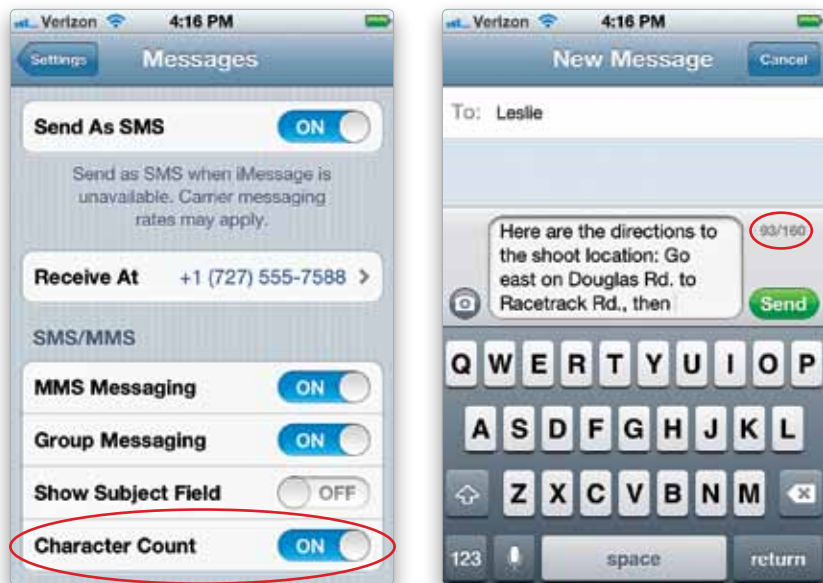 Verizon 4:16 PM
Settings Messages
Send As SMS ON
Send as SMS when iMessage is
unavailable. Carrier messaging
rates may apply.
Receive At +1 (727) 555-7588 >
SMS/MMS
MMS Messaging ON
Group Messaging ON
Show Subject Field OFF
Character Count ON
Verizon 4:16 PM
New Message Cancel
To: Leslie
Here are the directions to 93/160
the shoot location: Go
east on Douglas Rd. to
Racetrack Rd., then Send
Q W E R T Y U I O P
A S D F G H J K L
Z X C V B N M
123 space return